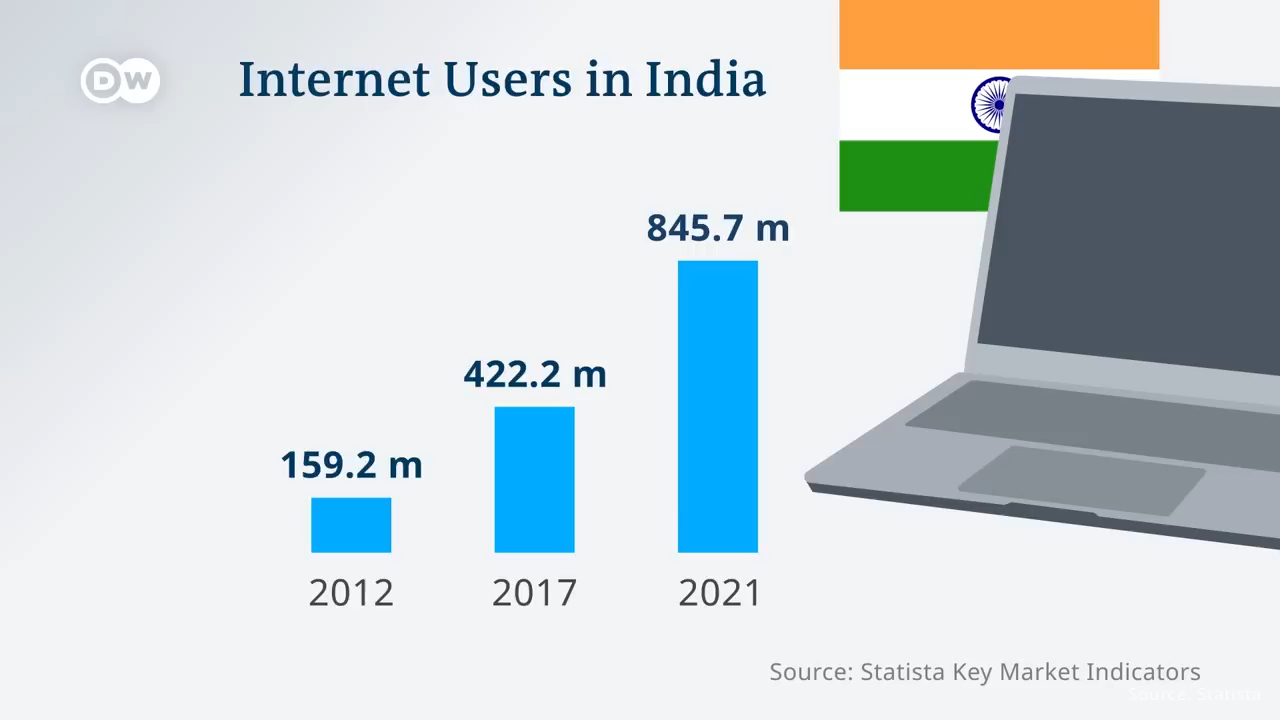 DW
Internet Users in India
845.7 m
422.2 m
159.2 m
2012 2017 2021
Source: Statista Key Market Indicators
Source: Statista